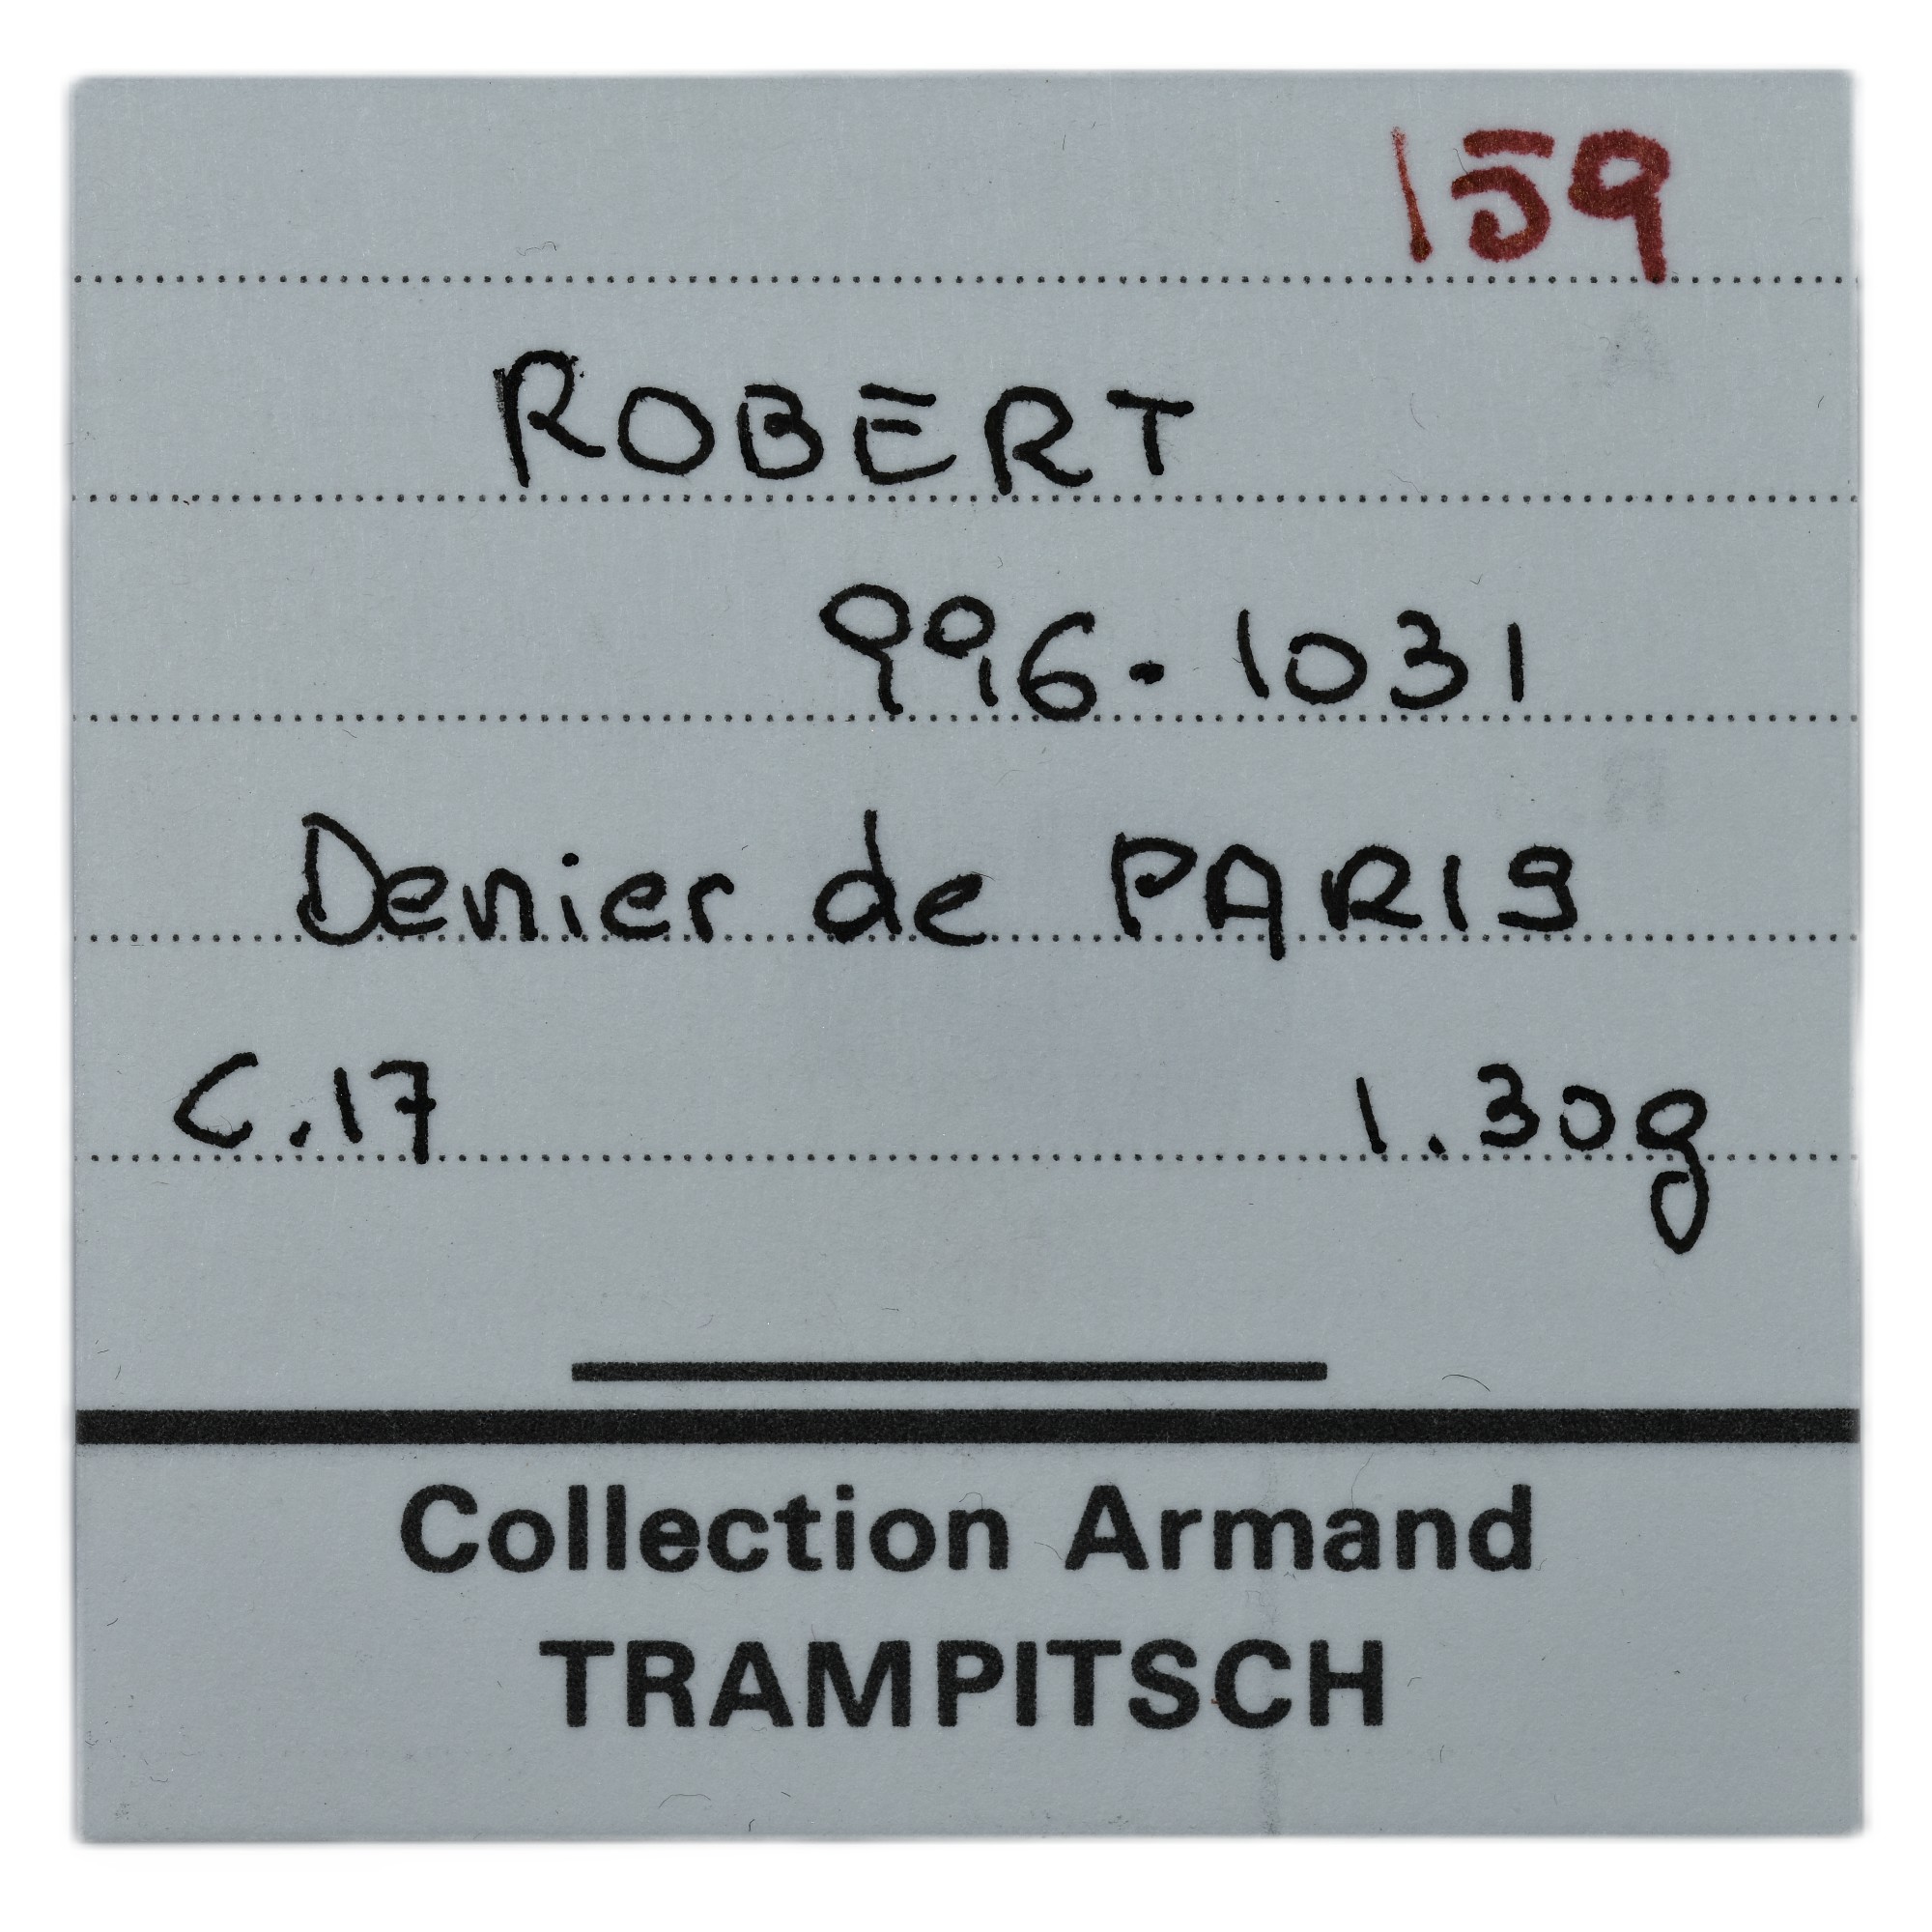 159
ROBERT
996-1031
Denier de PARIS
C.17 1.30g
Collection Armand
TRAMPITSCH